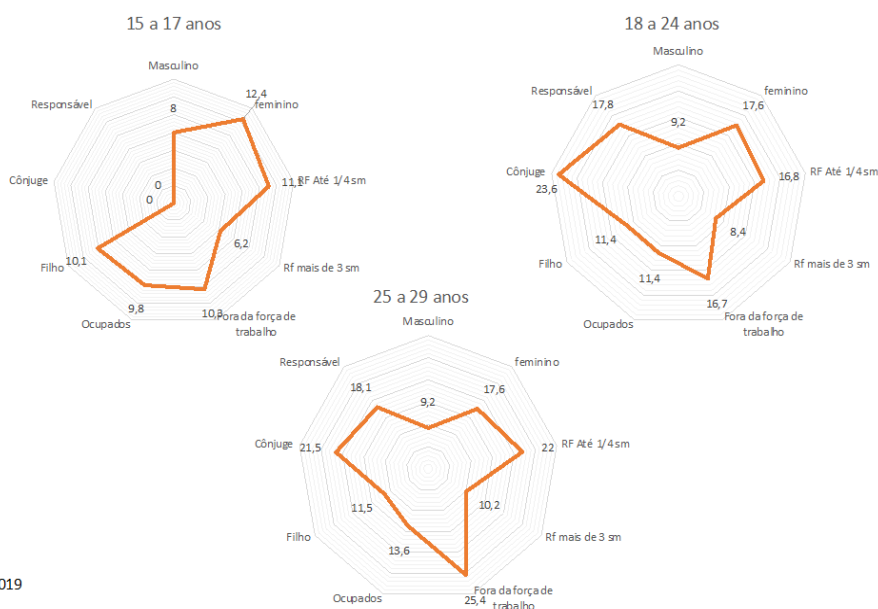 15 a 17 anos
Masculino
12,4
Responsável
feminino
8
Cônjuge
0
11,1
RF Até 1/4 sm
0
6,2
Filho
10,1
Rf mais de 3 sm
9,8
10,3
Fora da força de
trabalho
Ocupados
18 a 24 anos
Masculino
Responsável
feminino
17,8
17,6
9,2
Cônjuge
23,6
16,8
RF Até 1/4 sm
11,4
8,4
Filho
Rf mais de 3 sm
11,4
16,7
Ocupados
Fora da força de
trabalho
25 a 29 anos
Masculino
Responsável
feminino
18,1
17,6
9,2
Cônjuge
21,5
22
RF Até 1/4 sm
11,5
10,2
Filho
Rf mais de 3 sm
13,6
Ocupados
25,4
Fora da força de
trabalho
019